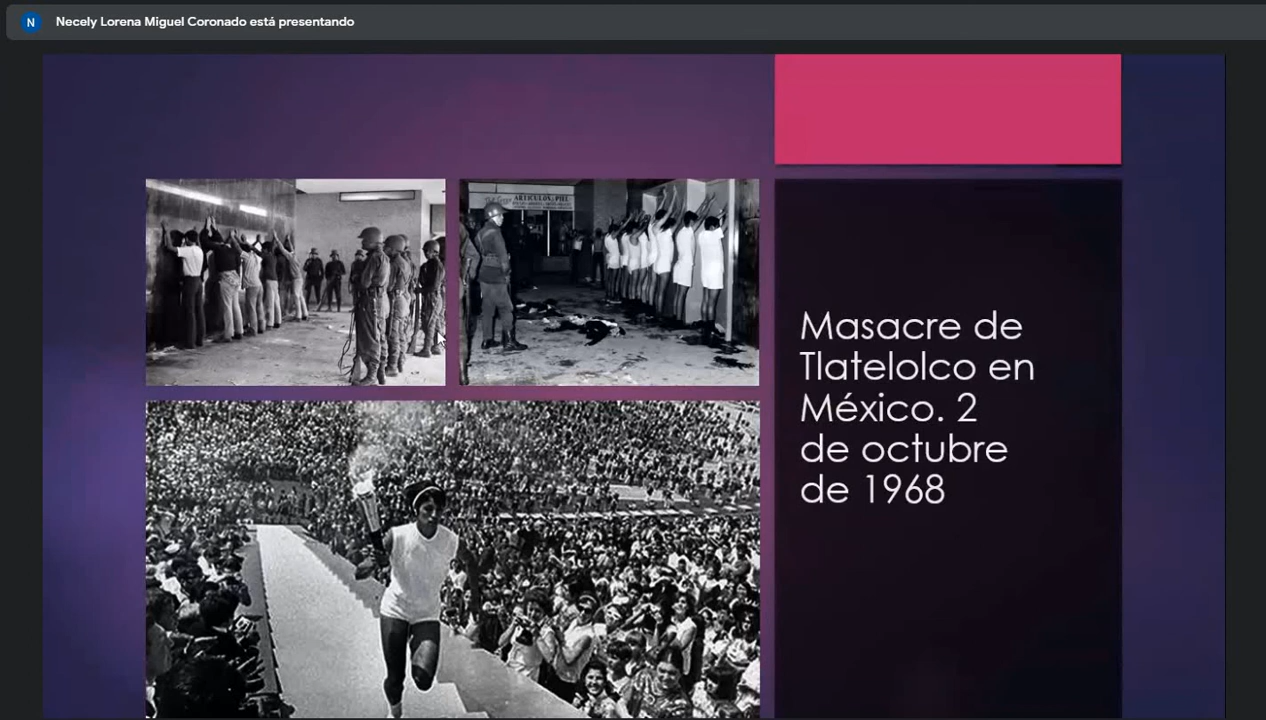 N
Necely Lorena Miguel Coronado está presentando
ARTICULOS PIEL
Masacre de
Tlatelolco en
México. 2
de octubre
de 1968